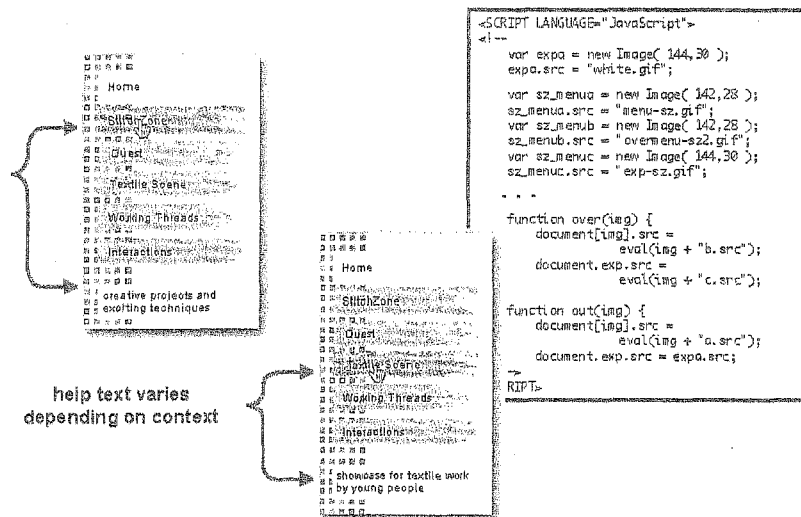 Home
StitchZone
Quest
Textile Scene
Working Threads
Interactions
creative projects and
exciting techniques
help text varies
depending on context
Home
StitchZone
Quest
Textile Scene
Working Threads
Interactions
showcase for textile work
by young people
<SCRIPT LANGUAGE="JavaScript">
<!--
var expa = new Image( 144,30 );
expa.src = "white.gif";
var sz_menua = new Image( 142,28 );
sz_menua.src = "menu-sz.gif";
var sz_menub = new Image( 142,28 );
sz_menub.src = "overmenu-sz2.gif";
var sz_menuc = new Image( 144,30 );
sz_menuc.src = "exp-sz.gif";
. . .
function over(img) {
document[img].src =
eval(img + "b.src");
document.exp.src =
eval(img + "c.src");
}
function out(img) {
document[img].src =
eval(img + "a.src");
document.exp.src = expa.src;
->
RIPT>